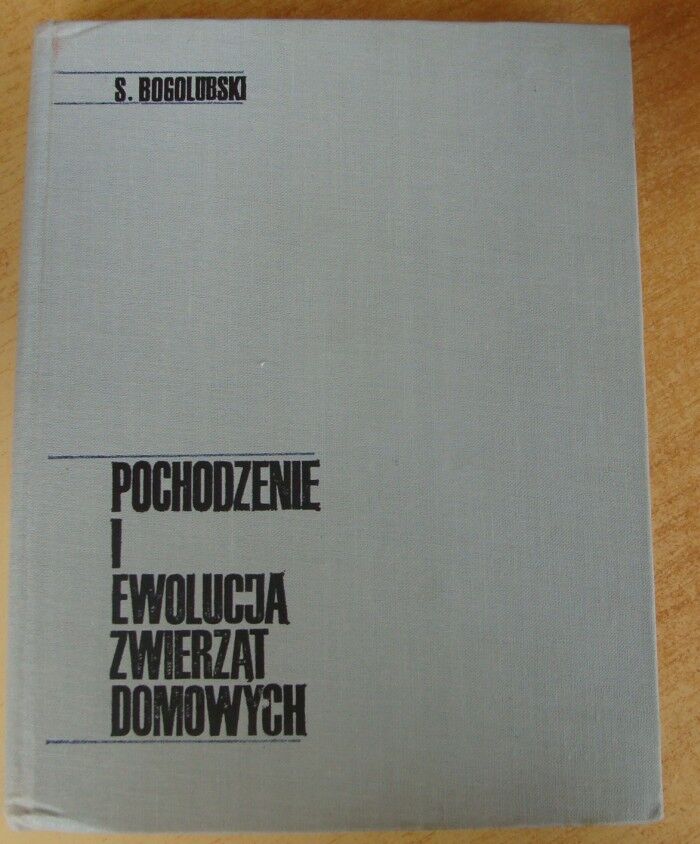 S. BOGOLUBSKI
POCHODZENIE
I
EWOLUCJA
ZWIERZĄT
DOMOWYCH